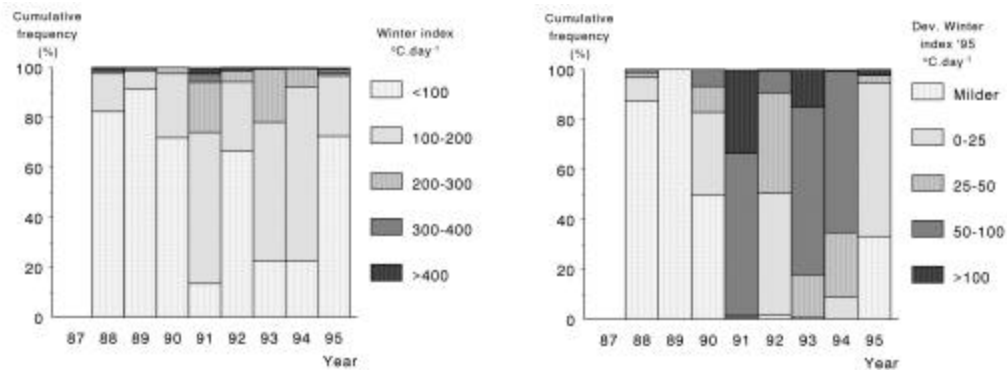 Cumulative
frequency
(%)
100
80
60
40
20
0
87 88 89 90 91 92 93 94 95
Year
Winter index
°C.day⁻¹
<100
100-200
200-300
300-400
>400
Cumulative
frequency
(%)
100
80
60
40
20
0
87 88 89 90 91 92 93 94 95
Year
Dev. Winter
index '95
°C.day⁻¹
Milder
0-25
25-50
50-100
>100